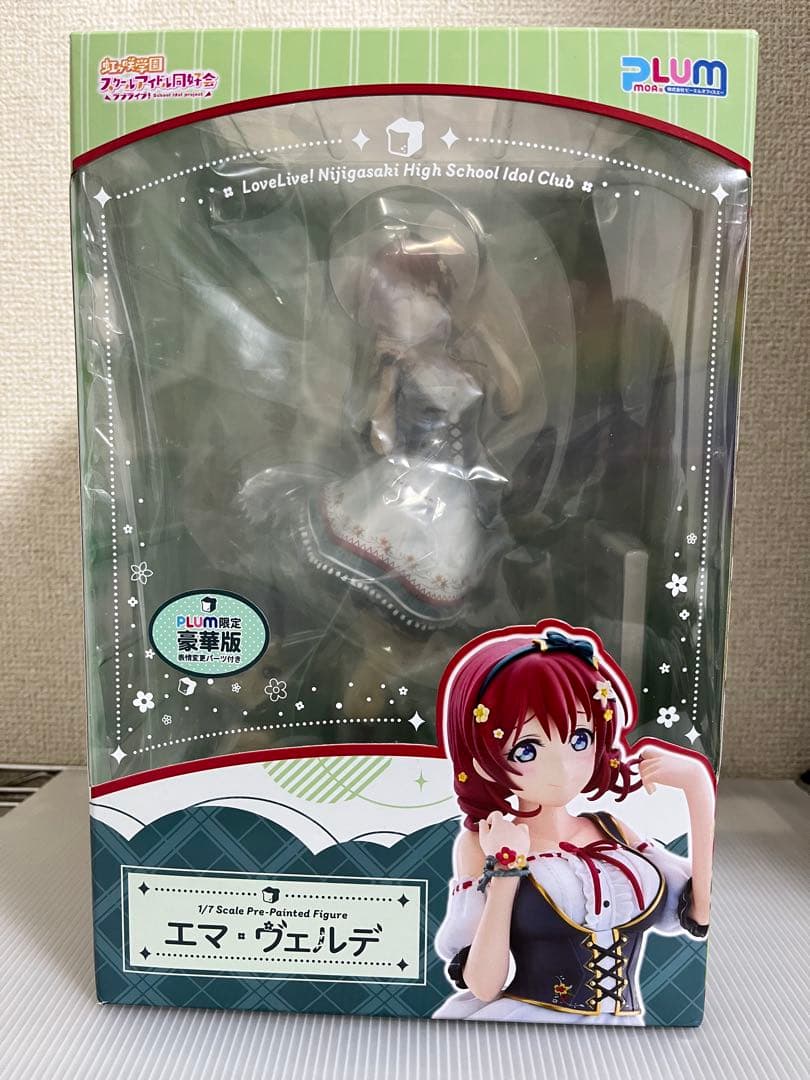 虹ヶ咲学園
スクールアイドル同好会
ラブライブ! School idol project
PLUM
PMOA
株式会社ピーエムオフィスエー
LoveLive! Nijigasaki High School Idol Club
PLUM限定
豪華版
表情変更パーツ付き
1/7 Scale Pre-Painted Figure
エマ・ヴェルデ